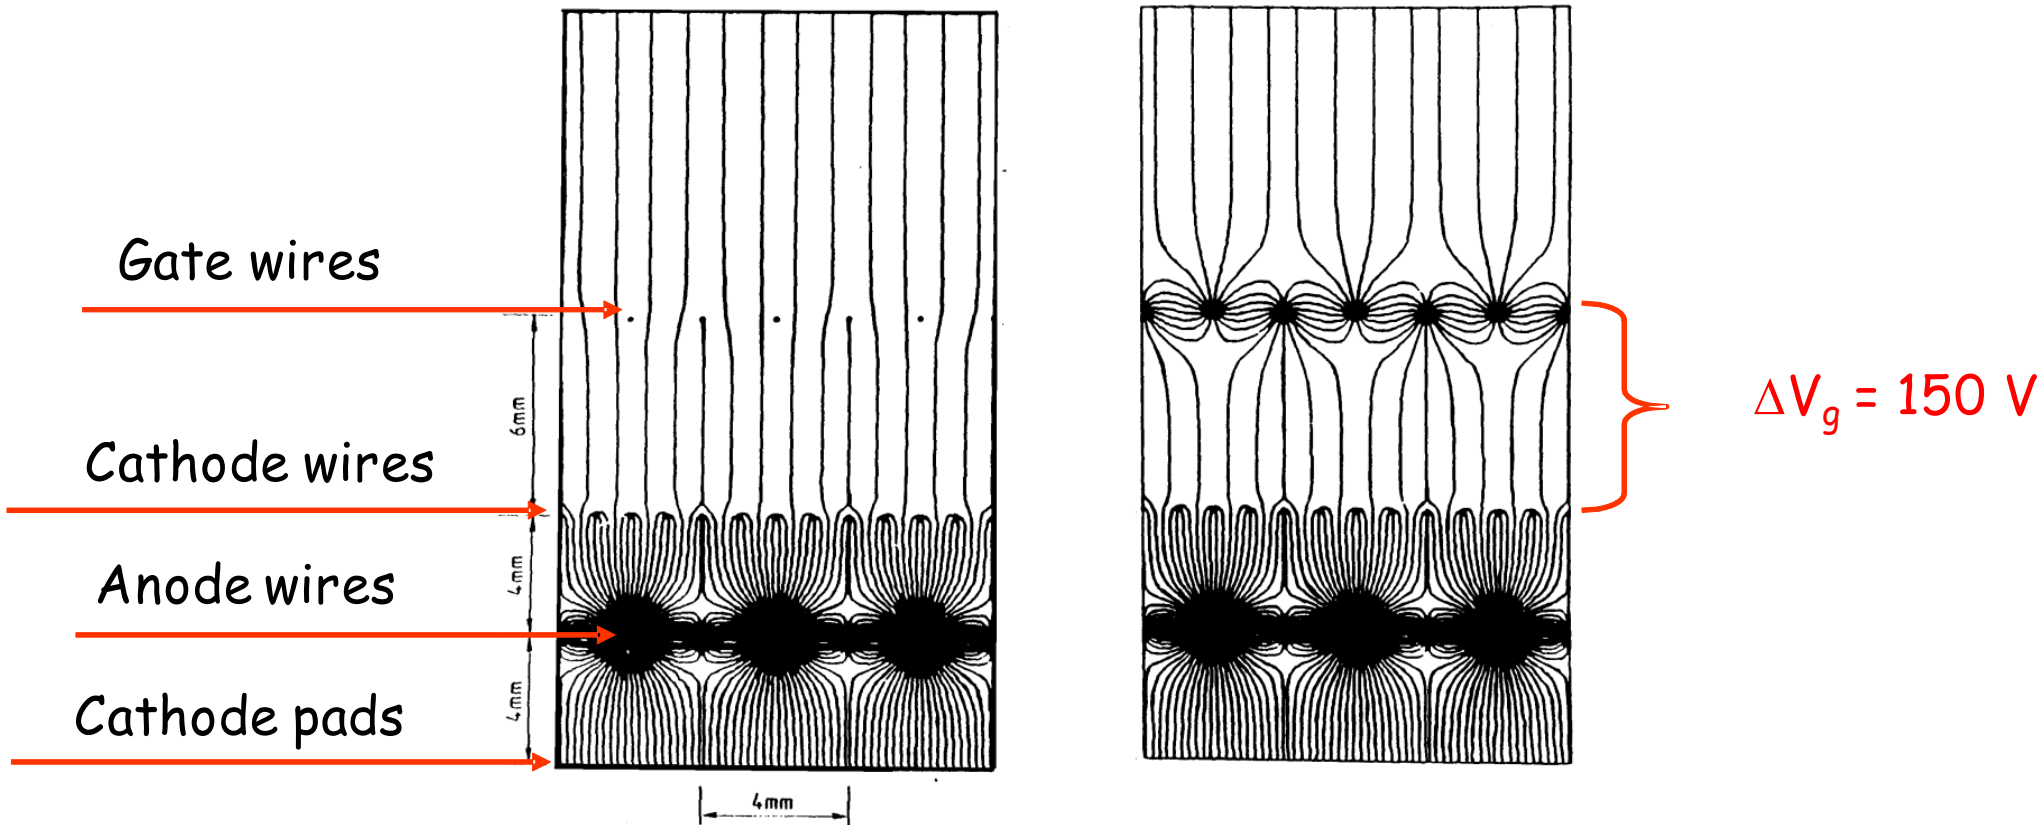 Gate wires
6mm
Cathode wires
4mm
Anode wires
4mm
Cathode pads
4mm
ΔVg = 150 V